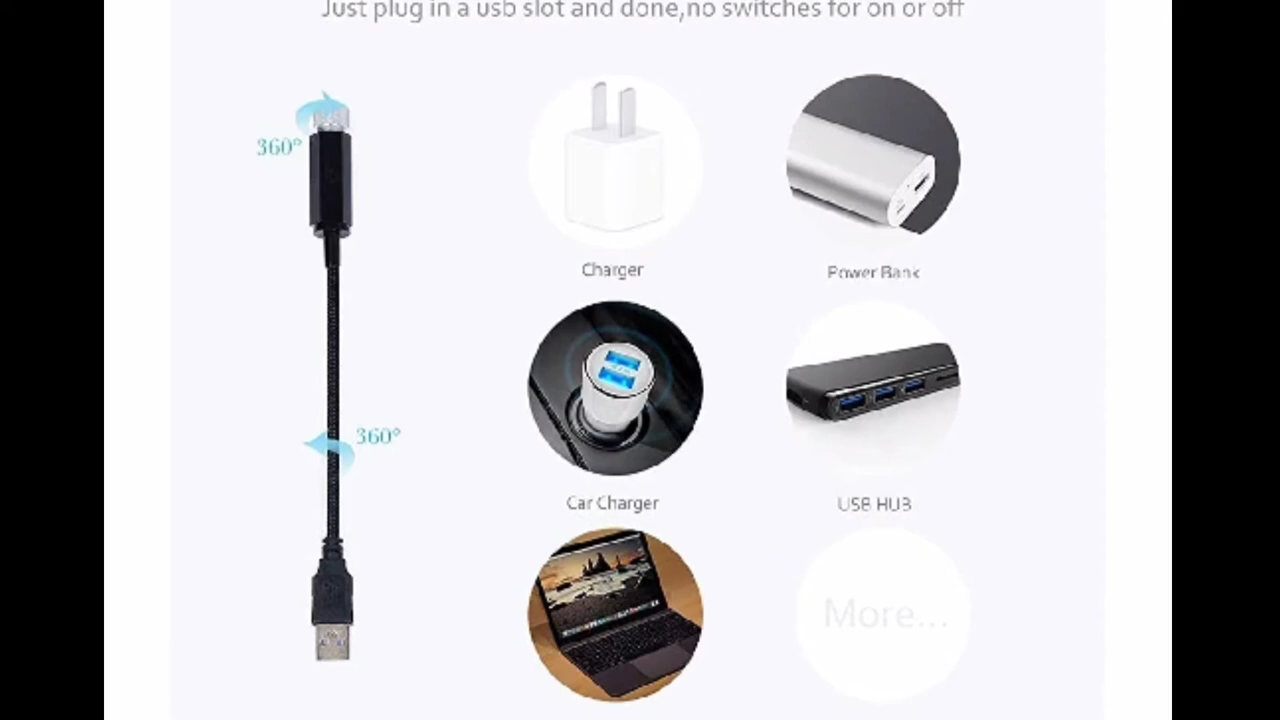 Just plug in a usb slot and done,no switches for on or off
360°
Charger
Power Bank
360°
Car Charger
USB HUB
More...